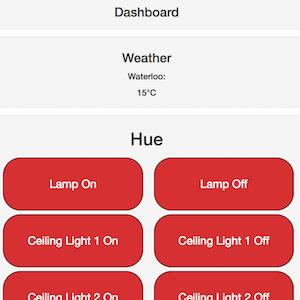 Dashboard
Weather
Waterloo:
15°C
Hue
Lamp On
Lamp Off
Ceiling Light 1 On
Ceiling Light 1 Off
Ceiling Light 2 On
Ceiling Light 2 Off